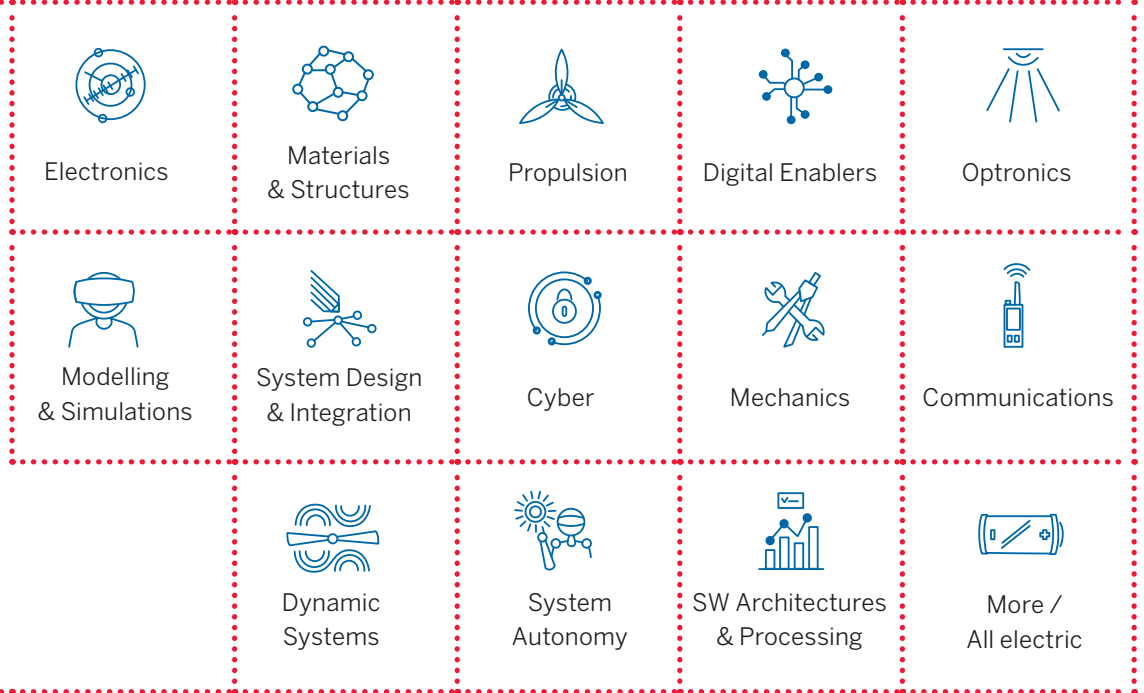 Electronics
Materials
& Structures
Propulsion
Digital Enablers
Optronics
Modelling
& Simulations
System Design
& Integration
Cyber
Mechanics
Communications
Dynamic
Systems
System
Autonomy
SW Architectures
& Processing
More /
All electric